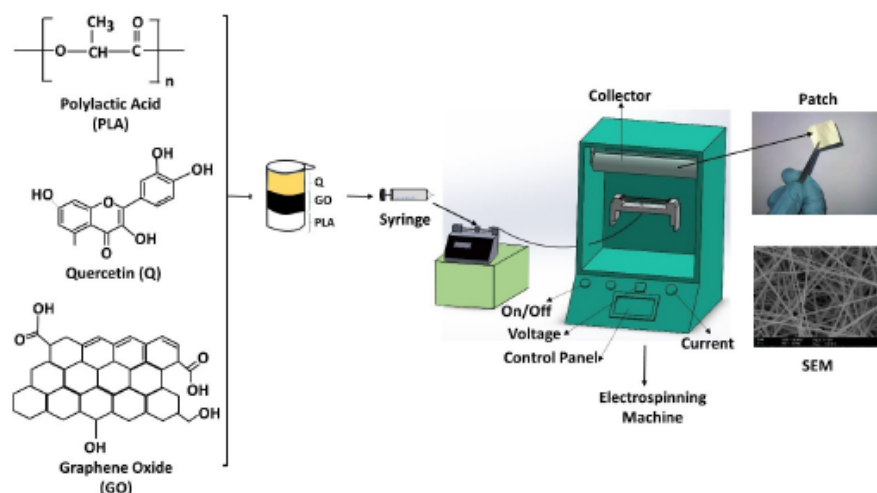 CH₃
O
O
CH
C
n
Polylactic Acid
(PLA)
OH
OH
HO
O
OH
O
Quercetin (Q)
OH
O
O
OH
OH
OH
Graphene Oxide
(GO)
Q
GO
PLA
Syringe
Collector
On/Off
Voltage
Control Panel
Current
Electrospinning
Machine
Patch
SEM